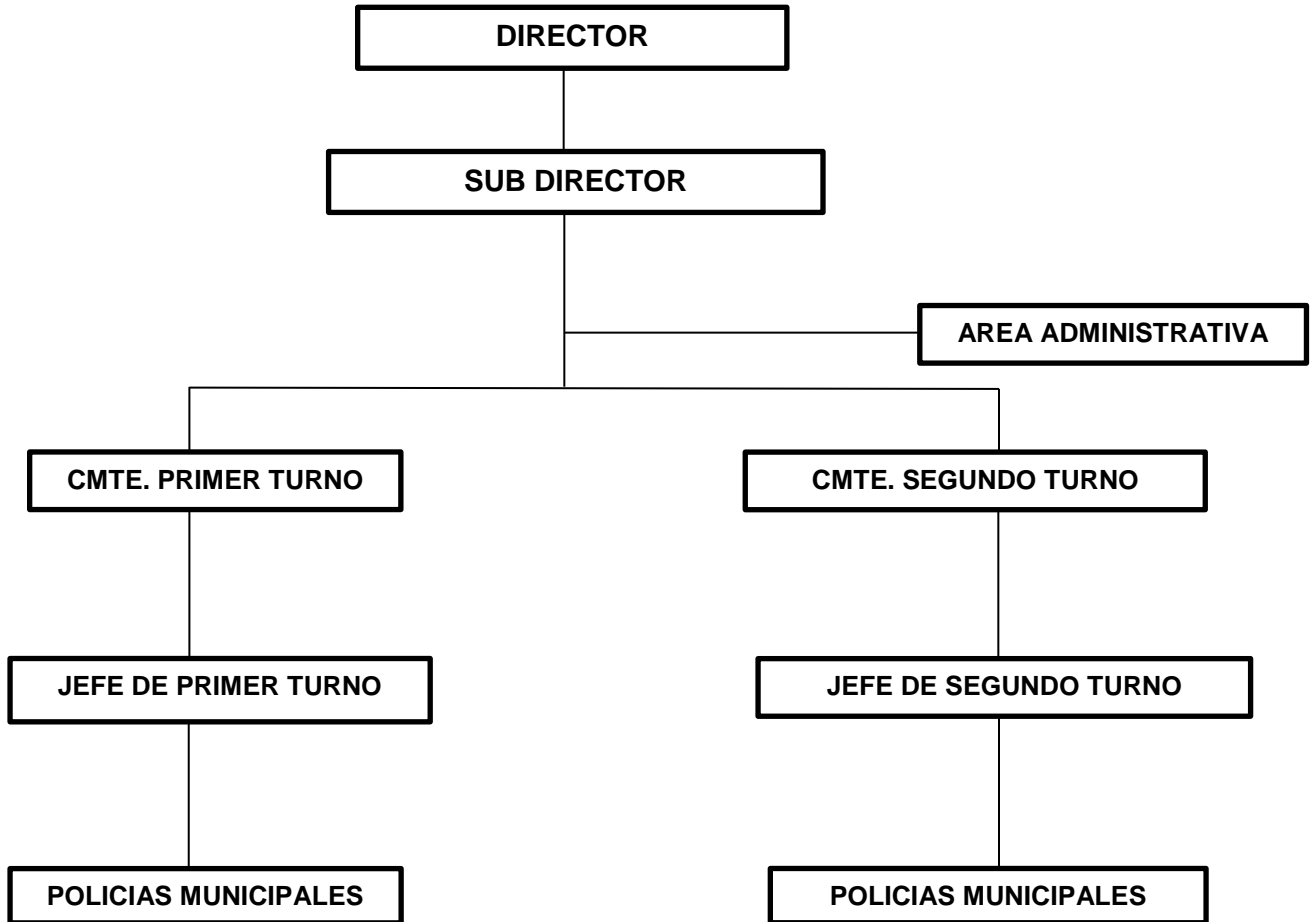 DIRECTOR
SUB DIRECTOR
AREA ADMINISTRATIVA
CMTE. PRIMER TURNO
CMTE. SEGUNDO TURNO
JEFE DE PRIMER TURNO
JEFE DE SEGUNDO TURNO
POLICIAS MUNICIPALES
POLICIAS MUNICIPALES